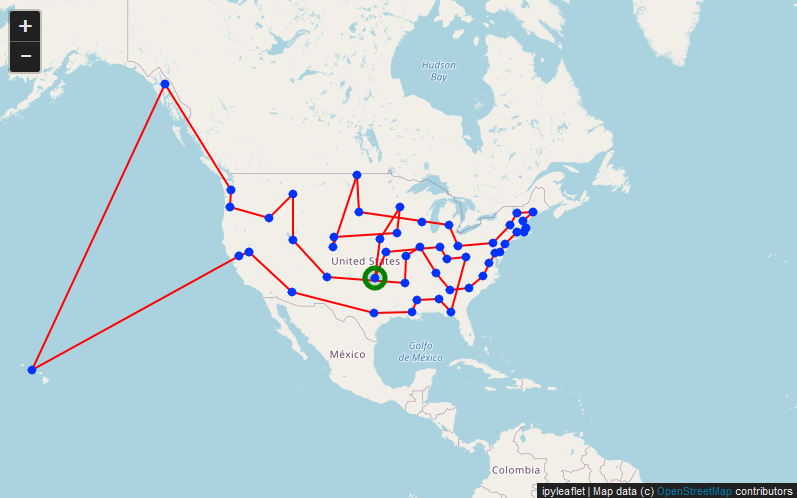 +
−
Hudson
Bay
United States
México
Golfo
de México
Colombia
ipyleaflet | Map data (c) OpenStreetMap contributors